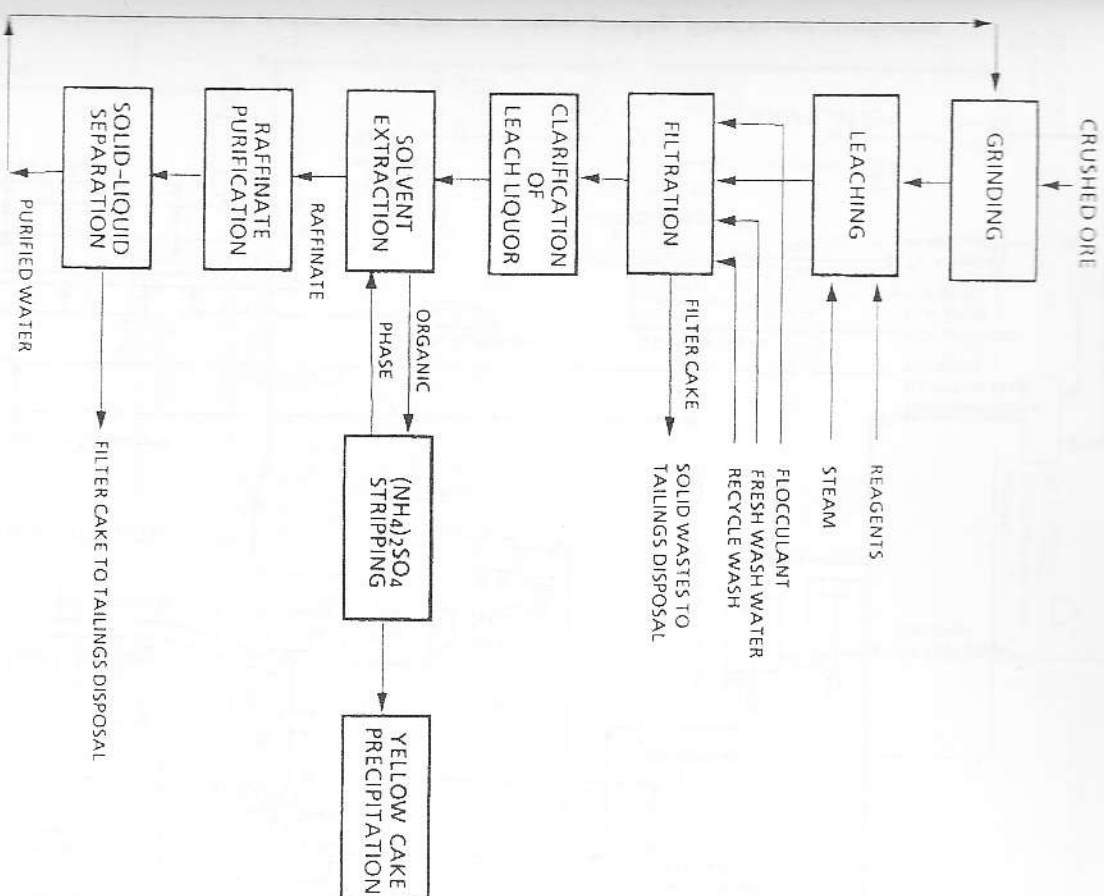 CRUSHED ORE
GRINDING
LEACHING
REAGENTS
STEAM
FILTRATION
FLOCCULANT
FRESH WASH WATER
RECYCLE WASH
FILTER CAKE
SOLID WASTES TO
TAILINGS DISPOSAL
CLARIFICATION
OF
LEACH LIQUOR
SOLVENT
EXTRACTION
ORGANIC
PHASE
(NH4)2SO4
STRIPPING
YELLOW CAKE
PRECIPITATION
RAFFINATE
RAFFINATE
PURIFICATION
SOLID-LIQUID
SEPARATION
FILTER CAKE TO TAILINGS DISPOSAL
PURIFIED WATER